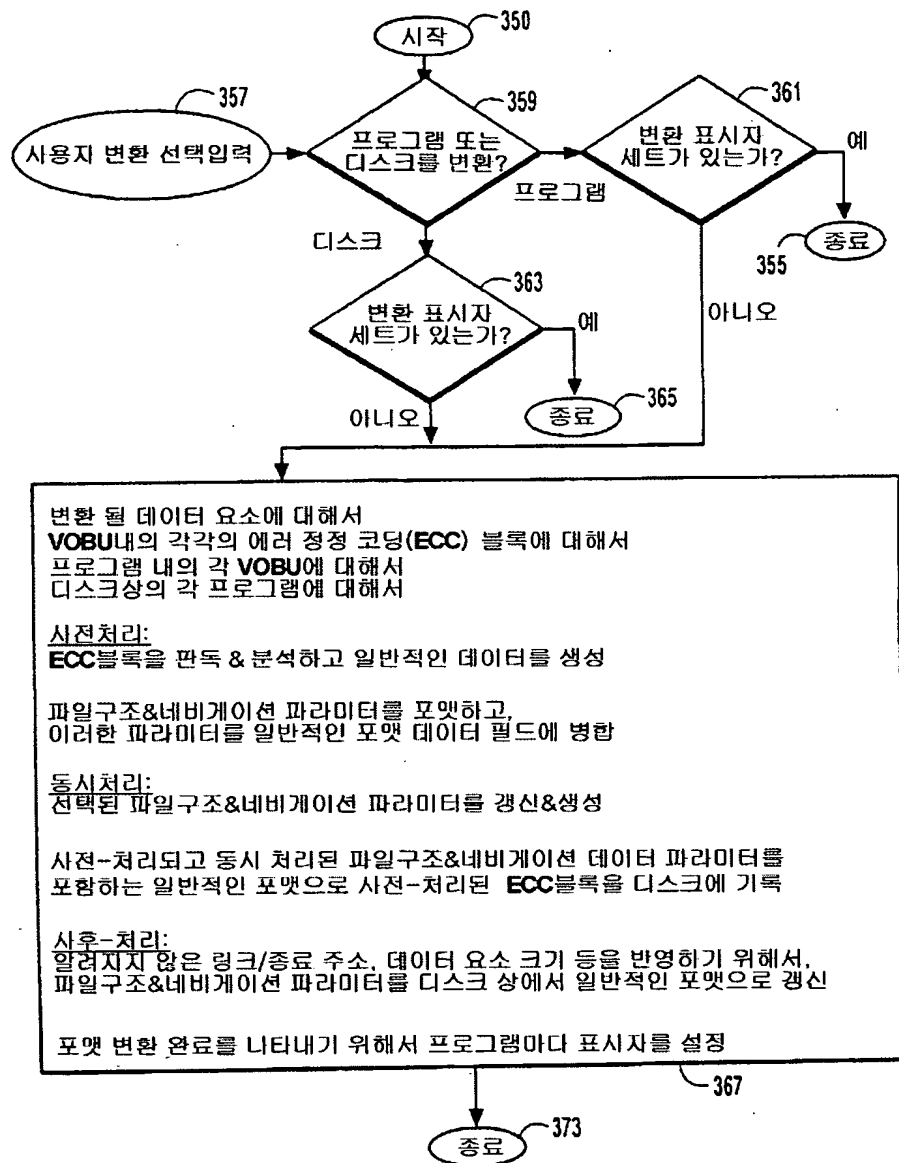 시작
350
357
사용자 변환 선택입력
359
프로그램 또는
디스크를 변환?
프로그램
디스크
361
변환 표시자
세트가 있는가?
예
355
종료
아니오
363
변환 표시자
세트가 있는가?
예
365
종료
아니오
변환 될 데이터 요소에 대해서
VOBU내의 각각의 에러 정정 코딩(ECC) 블록에 대해서
프로그램 내의 각 VOBU에 대해서
디스크상의 각 프로그램에 대해서
사전처리:
ECC블록을 판독 & 분석하고 일반적인 데이터를 생성
파일구조&네비게이션 파라미터를 포맷하고,
이러한 파라미터를 일반적인 포맷 데이터 필드에 병합
동시처리:
선택된 파일구조&네비게이션 파라미터를 갱신&생성
사전-처리되고 동시 처리된 파일구조&네비게이션 데이터 파라미터를
포함하는 일반적인 포맷으로 사전-처리된 ECC블록을 디스크에 기록
사후-처리:
알려지지 않은 링크/종료 주소, 데이터 요소 크기 등을 반영하기 위해서,
파일구조&네비게이션 파라미터를 디스크 상에서 일반적인 포맷으로 갱신
포맷 변환 완료를 나타내기 위해서 프로그램마다 표시자를 설정
367
종료
373